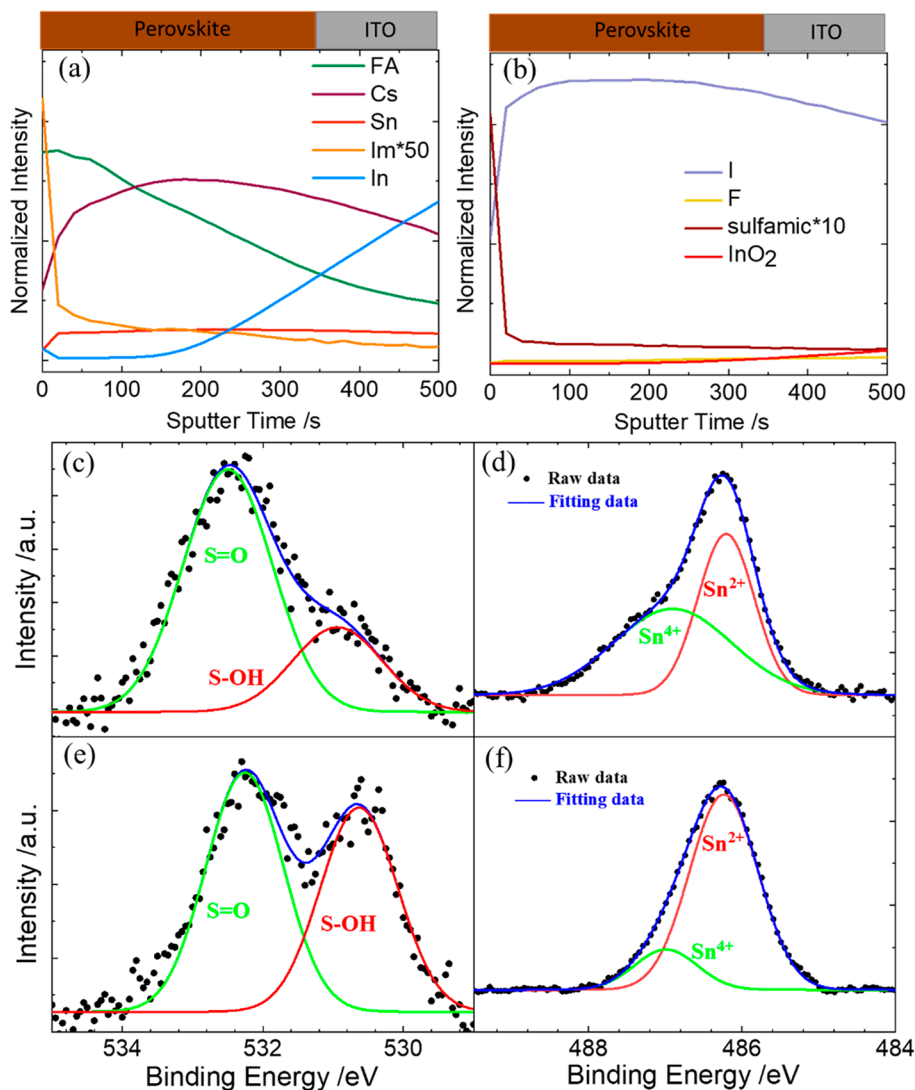 Perovskite ITO
Perovskite ITO
(a)
FA
Cs
Sn
Im*50
In
Normalized Intensity
0 100 200 300 400 500
Sputter Time /s
(b)
I
F
sulfamic*10
InO₂
Normalized Intensity
0 100 200 300 400 500
Sputter Time /s
(c)
S=O
S-OH
Intensity /a.u.
(d)
Raw data
Fitting data
Sn²⁺
Sn⁴⁺
(e)
S=O
S-OH
Intensity /a.u.
534 532 530
Binding Energy /eV
(f)
Raw data
Fitting data
Sn²⁺
Sn⁴⁺
488 486 484
Binding Energy /eV